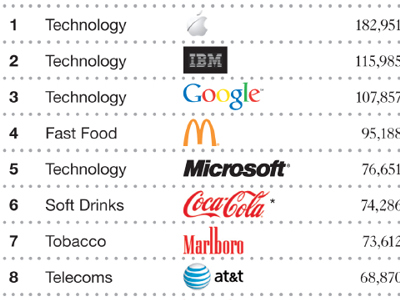 1 Technology 182,951
2 Technology IBM 115,985
3 Technology Google™ 107,857
4 Fast Food 95,188
5 Technology Microsoft® 76,651
6 Soft Drinks Coca-Cola* 74,286
7 Tobacco Marlboro 73,612
8 Telecoms at&t 68,870